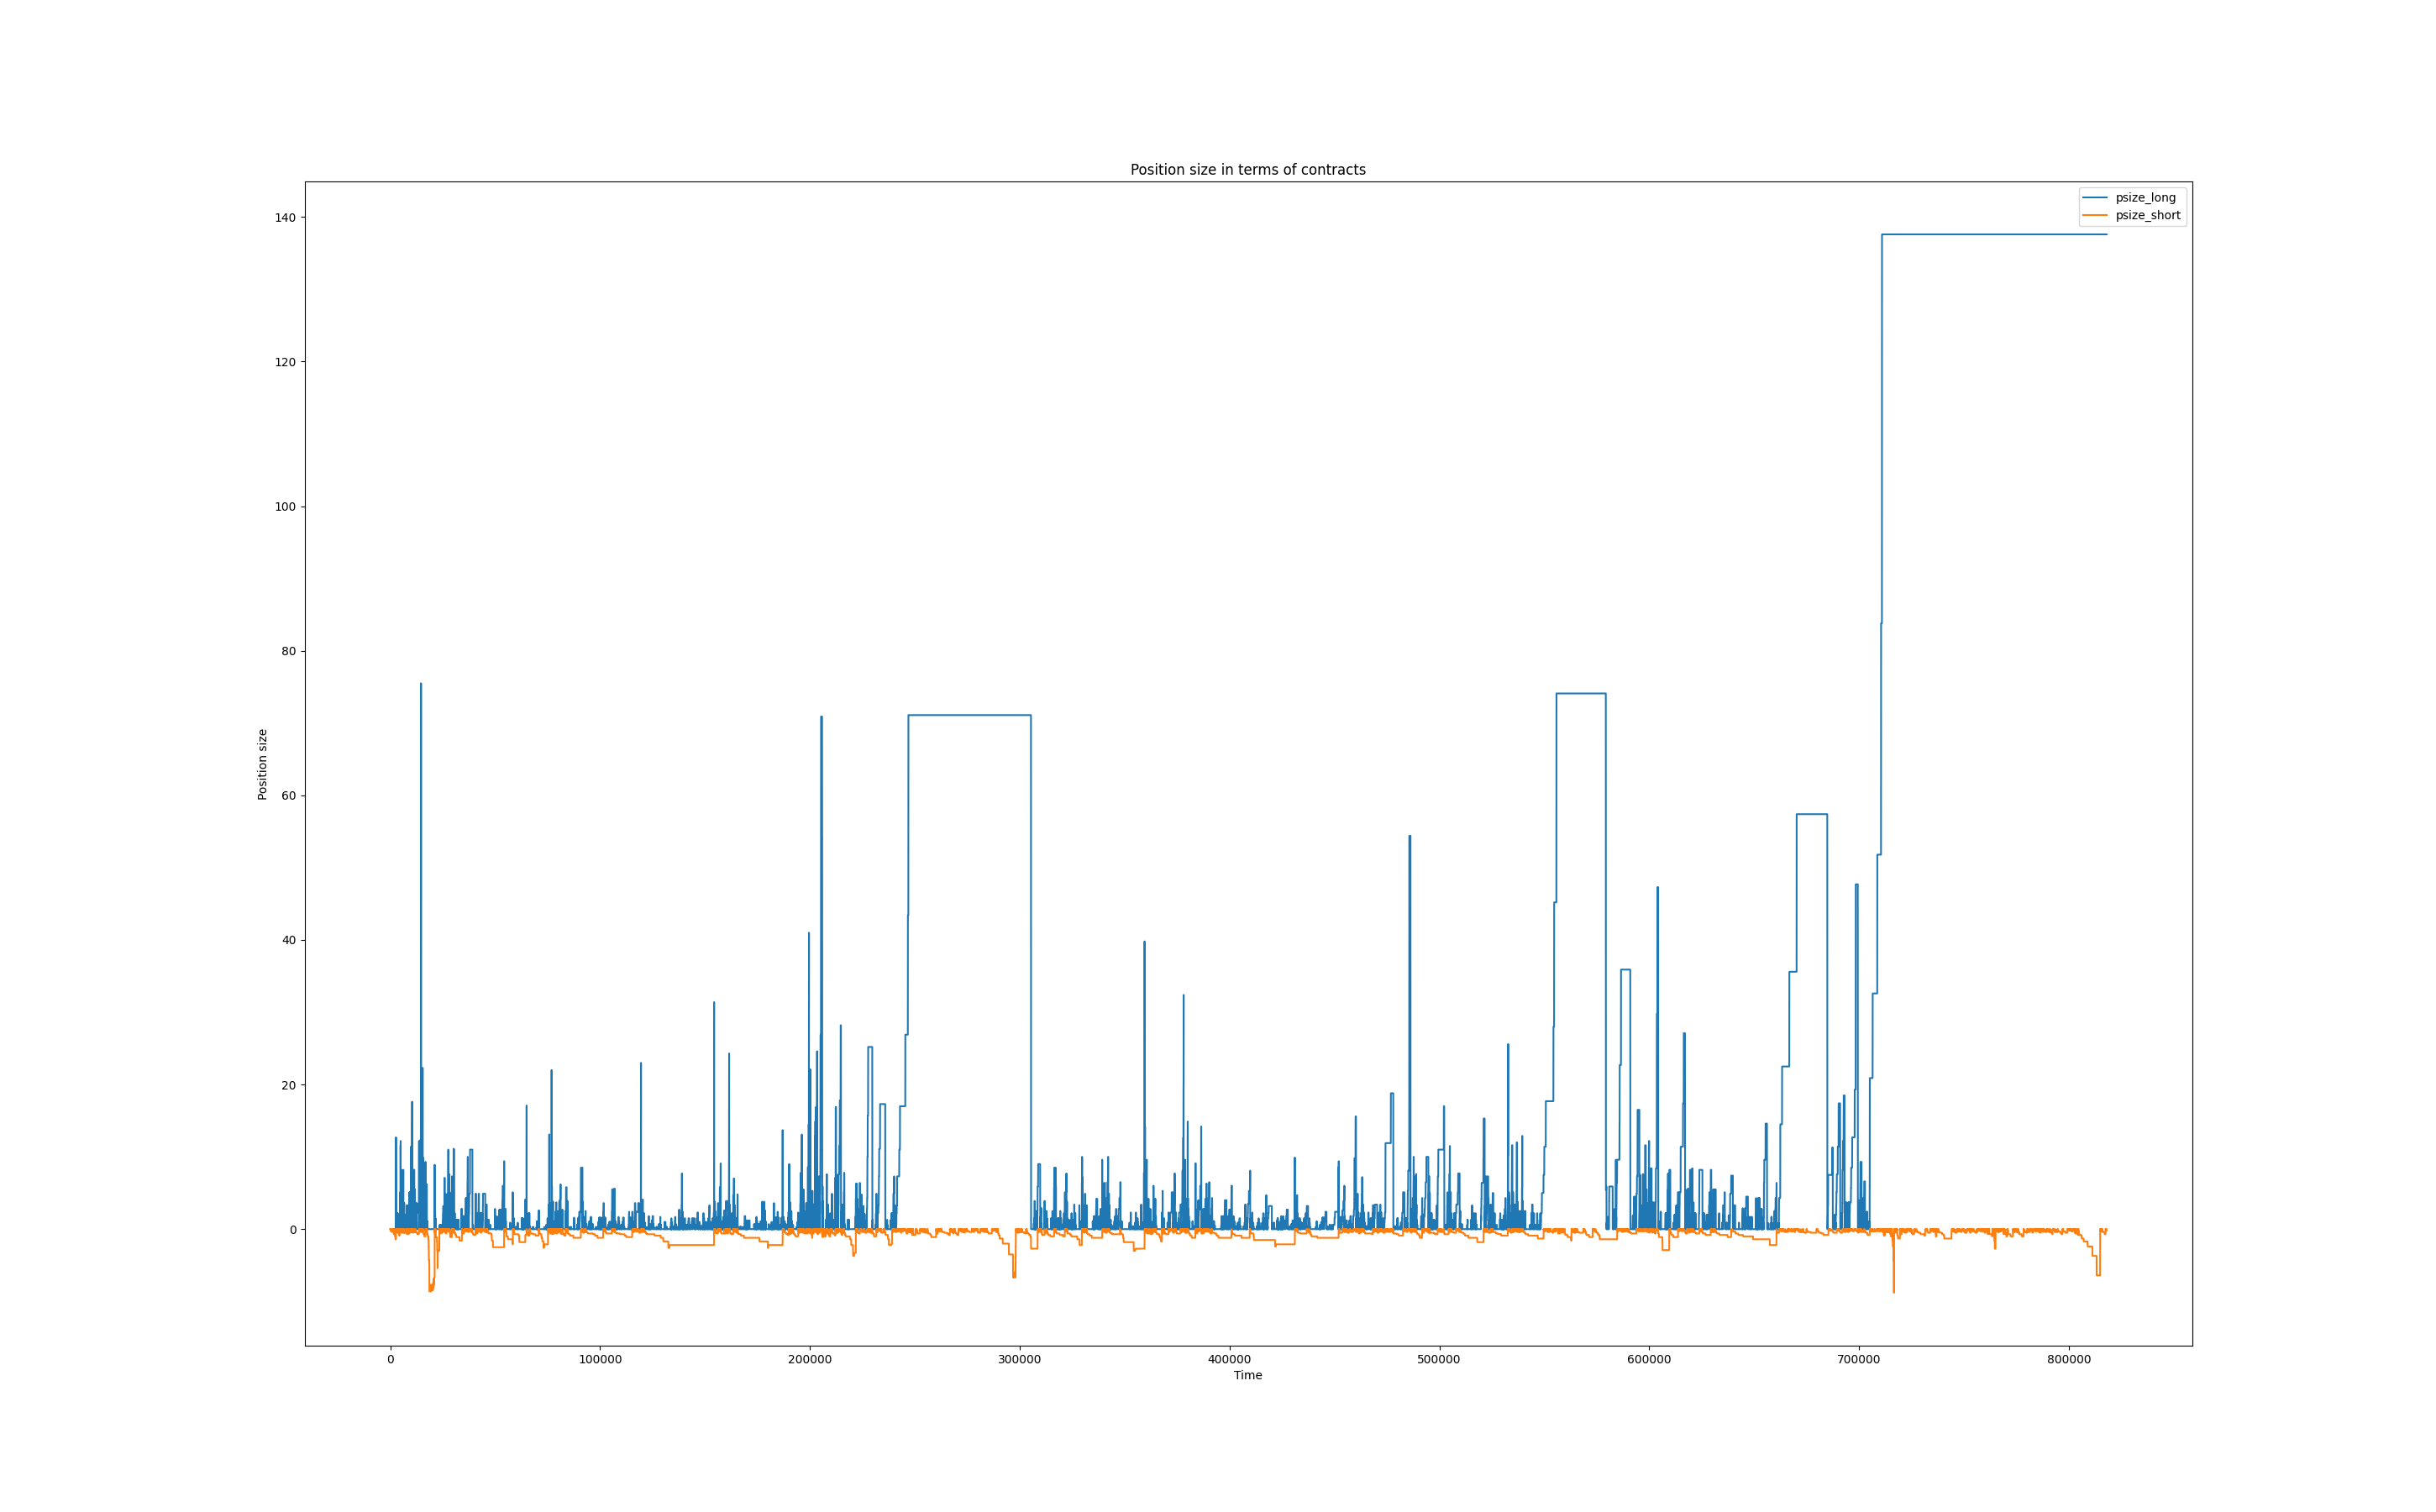 Position size in terms of contracts
psize_long
psize_short
140
120
100
80
60
40
20
0
Position size
0 100000 200000 300000 400000 500000 600000 700000 800000
Time